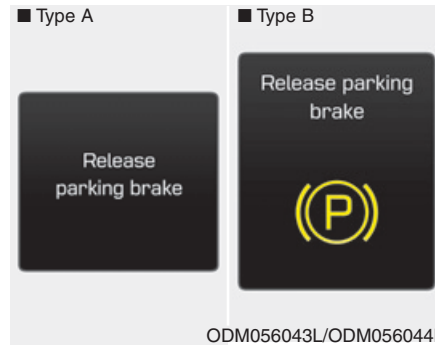 ■ Type A
■ Type B
Release
parking brake
Release parking
brake
P
ODM056043L/ODM056044